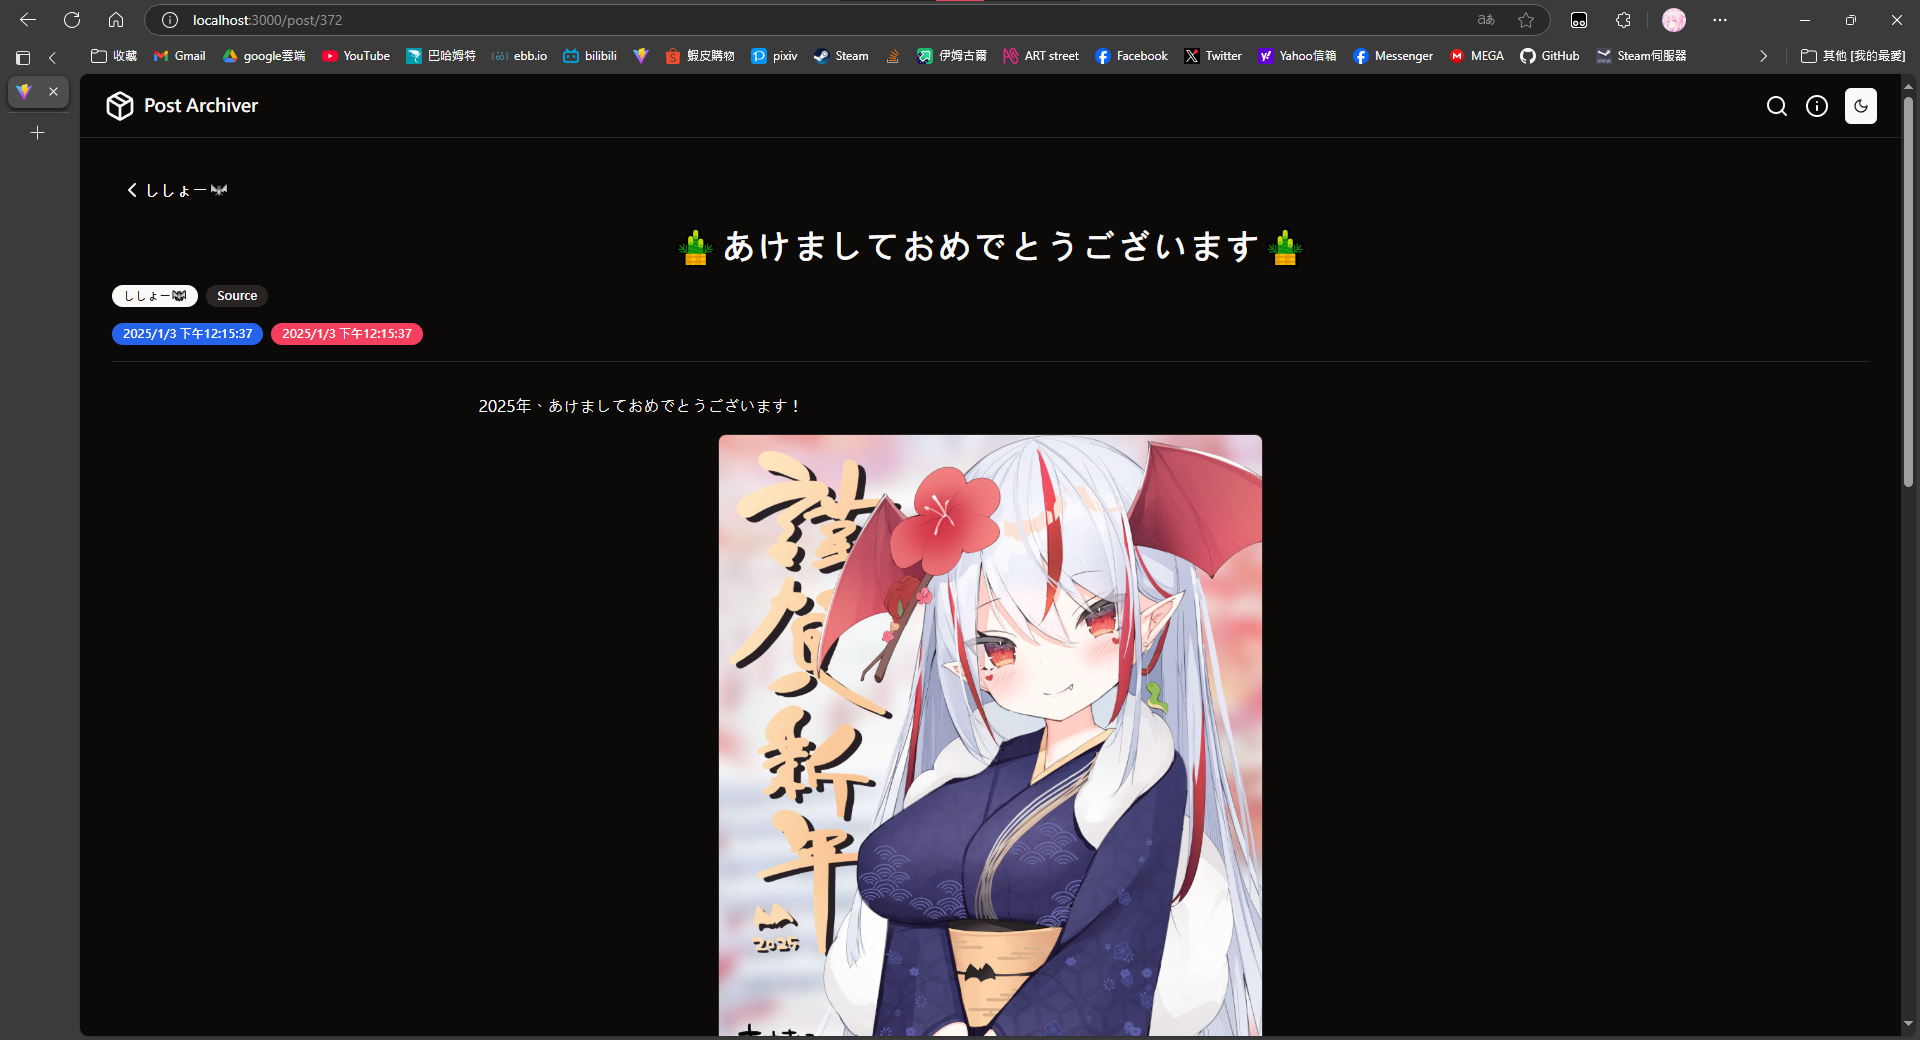 localhost:3000/post/372
收藏
Gmail
google雲端
YouTube
巴哈姆特
ebb.io
bilibili
蝦皮購物
pixiv
Steam
伊姆古爾
ART street
Facebook
Twitter
Yahoo信箱
Messenger
MEGA
GitHub
Steam伺服器
其他 [我的最愛]
Post Archiver
ししょー🦇
🎍あけましておめでとうございます🎍
ししょー🦇 Source
2025/1/3 下午12:15:37 2025/1/3 下午12:15:37
2025年、あけましておめでとうございます！
謹賀新年
2025